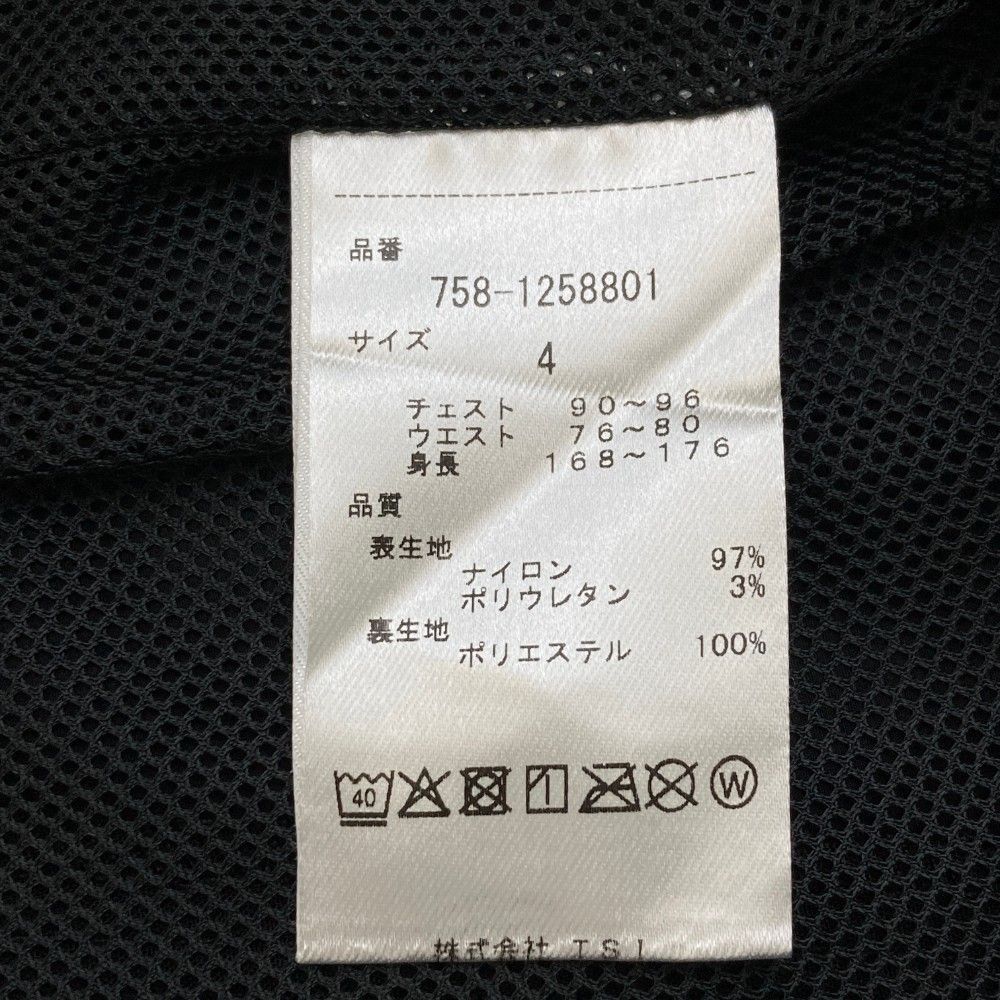 品番
758-1258801
サイズ
4
チェスト 90～96
ウエスト 76～80
身長 168～176
品質
表生地
ナイロン 97%
ポリウレタン 3%
裏生地
ポリエステル 100%
40 1 W
株式会社 TSI